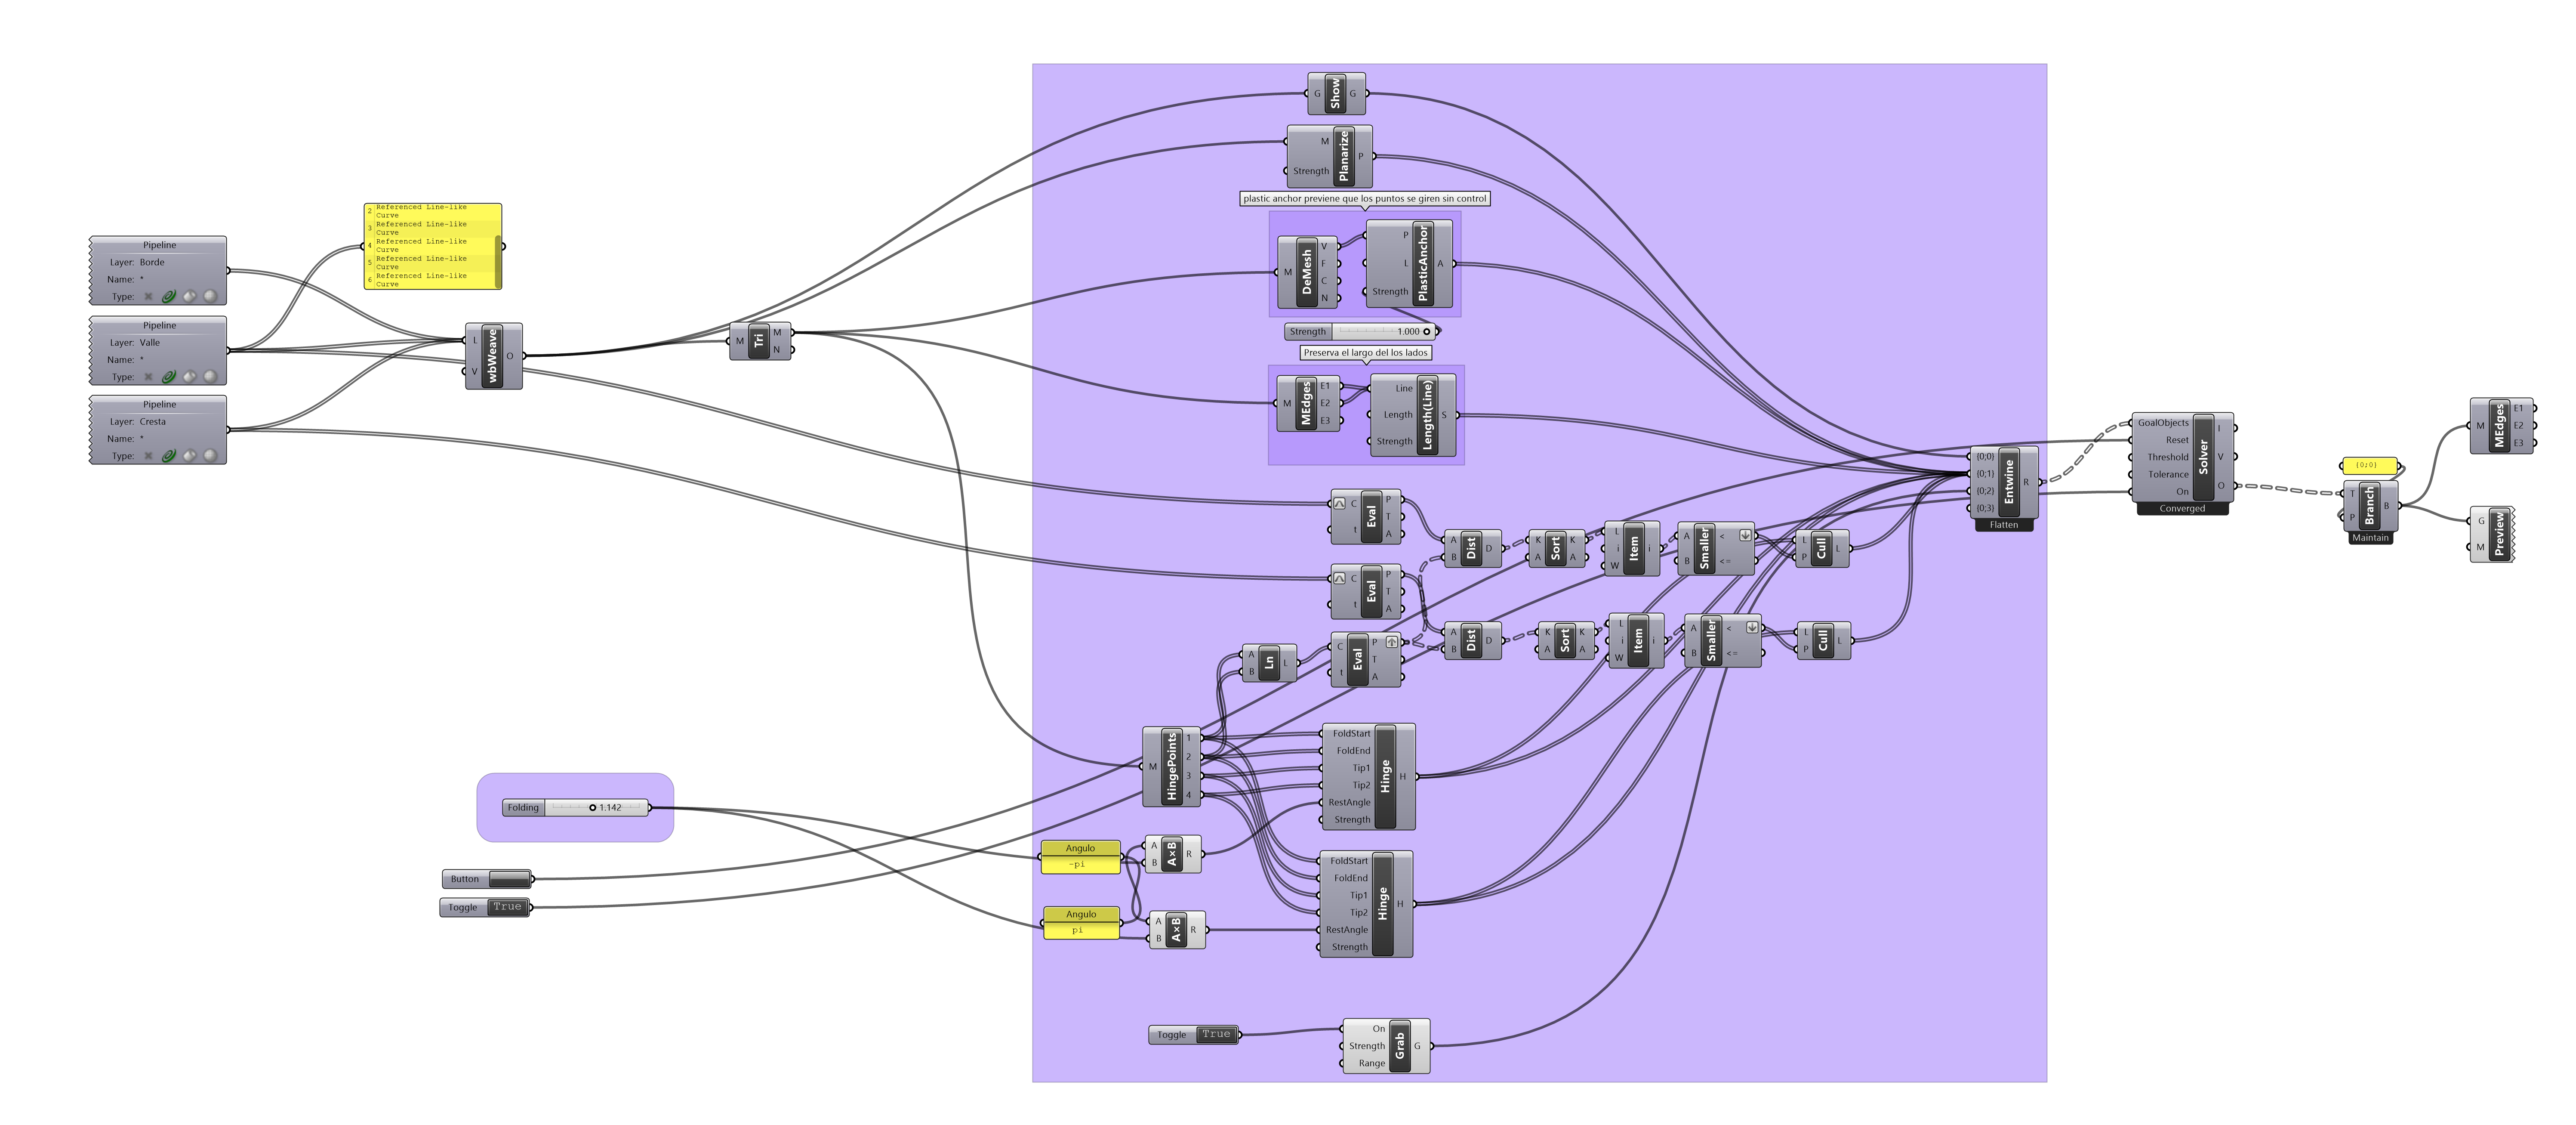 Pipeline
Layer: Borde
Name: *
Type:
Pipeline
Layer: Valle
Name: *
Type:
Pipeline
Layer: Cresta
Name: *
Type:
2 Referenced Line-like
Curve
3 Referenced Line-like
Curve
4 Referenced Line-like
Curve
5 Referenced Line-like
Curve
6 Referenced Line-like
Curve
L
V
wbWeave
O
M
Tri
M
N
Folding 1.142
Button
Toggle True
G Show G
M
Strength
Planarize
P
plastic anchor previene que los puntos se giren sin control
M
DeMesh
V
F
C
N
P
L
Strength
PlasticAnchor
A
Strength 1.000
Preserva el largo del los lados
M
MEdges
E1
E2
E3
Line
Length
Strength
Length(Line)
S
C
t
Eval
P
T
A
C
t
Eval
P
T
A
A
B
Ln
L
C
t
Eval
P
T
A
A
B
Dist
D
K
A
Sort
K
A
L
i
W
Item
i
A
B
Smaller
<
<=
L
P
Cull
L
A
B
Dist
D
K
A
Sort
K
A
L
i
W
Item
i
A
B
Smaller
<
<=
L
P
Cull
L
M
HingePoints
1
2
3
4
FoldStart
FoldEnd
Tip1
Tip2
RestAngle
Strength
Hinge
H
Angulo
-pi
A
B
A×B
R
Angulo
pi
A
B
A×B
R
FoldStart
FoldEnd
Tip1
Tip2
RestAngle
Strength
Hinge
H
Toggle True
On
Strength
Range
Grab
G
{0;0}
{0;1}
{0;2}
{0;3}
Entwine
R
Flatten
GoalObjects
Reset
Threshold
Tolerance
On
Solver
I
V
O
Converged
{0;0}
T
P
Branch
B
Maintain
M
MEdges
E1
E2
E3
G
M
Preview